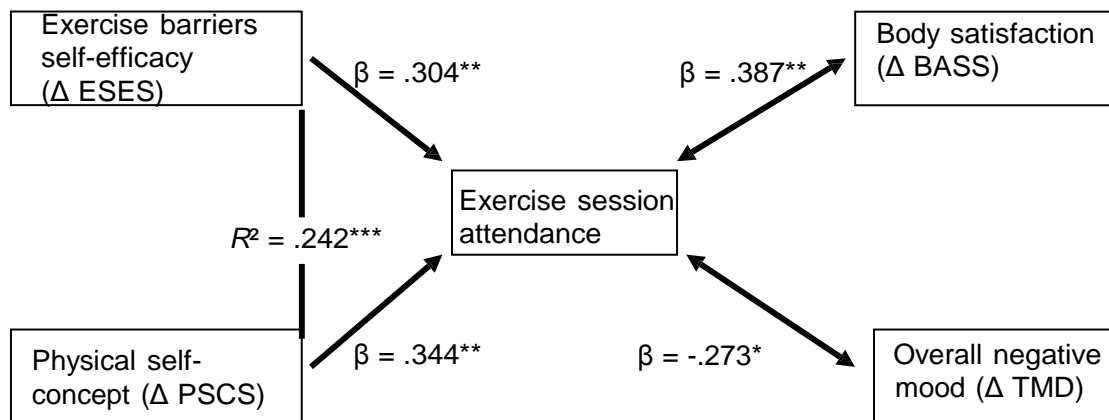 Exercise barriers
self-efficacy
(Δ ESES)
β = .304**
β = .387**
Body satisfaction
(Δ BASS)
Exercise session
attendance
R² = .242***
Physical self-
concept (Δ PSCS)
β = .344**
β = -.273*
Overall negative
mood (Δ TMD)